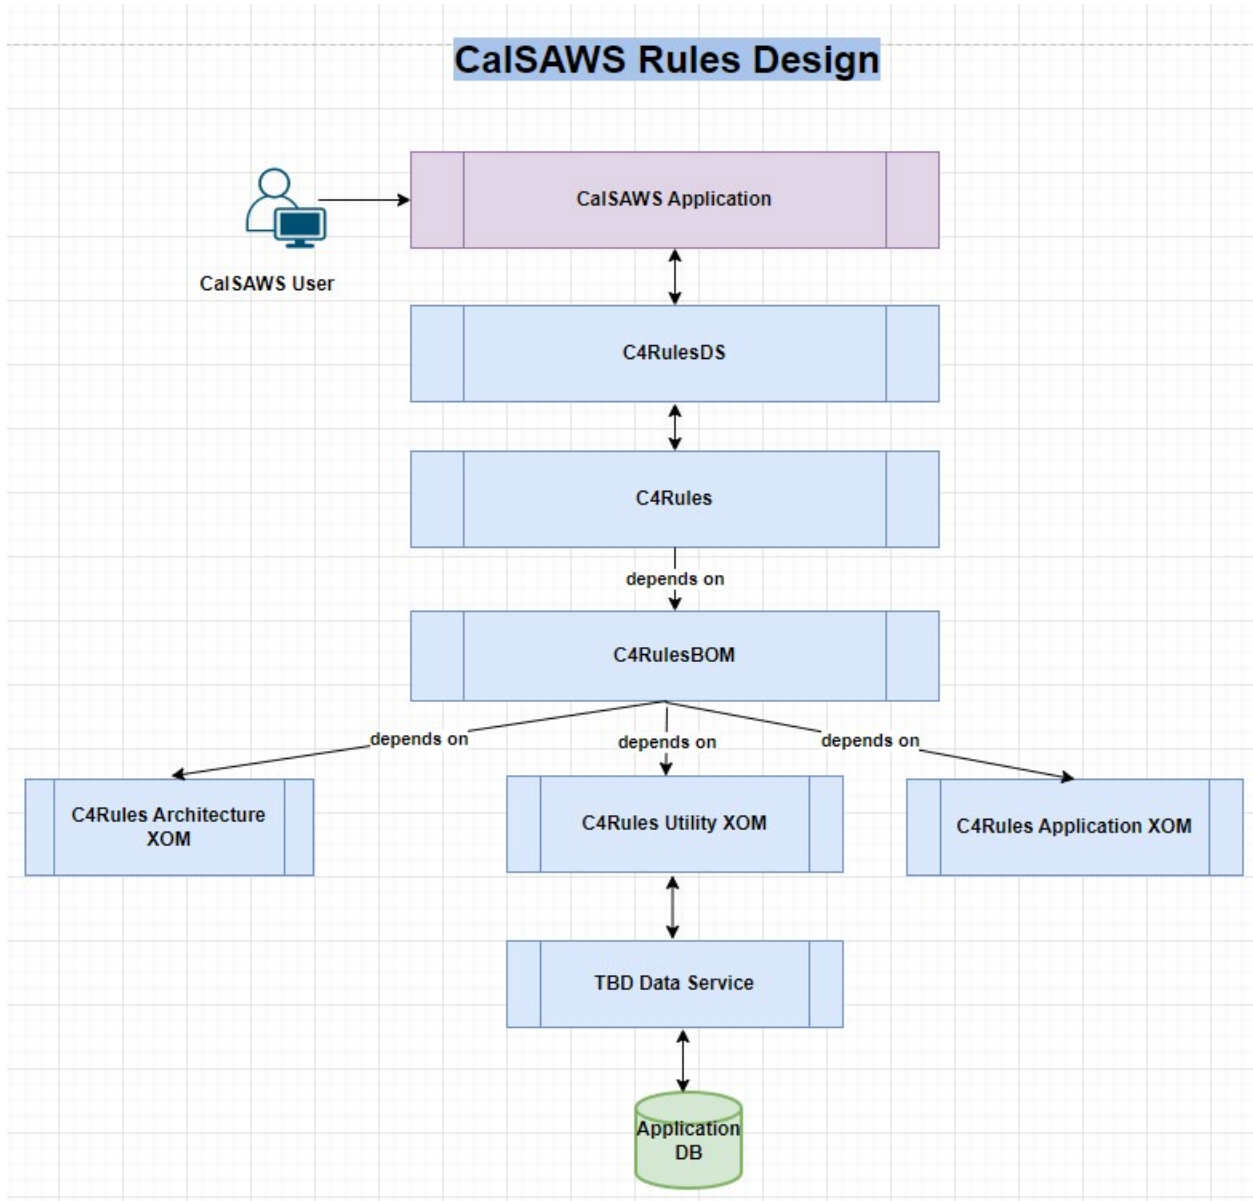 CalSAWS Rules Design
CalSAWS Application
CalSAWS User
C4RulesDS
C4Rules
depends on
C4RulesBOM
depends on
depends on
depends on
C4Rules Architecture
XOM
C4Rules Utility XOM
C4Rules Application XOM
TBD Data Service
Application
DB